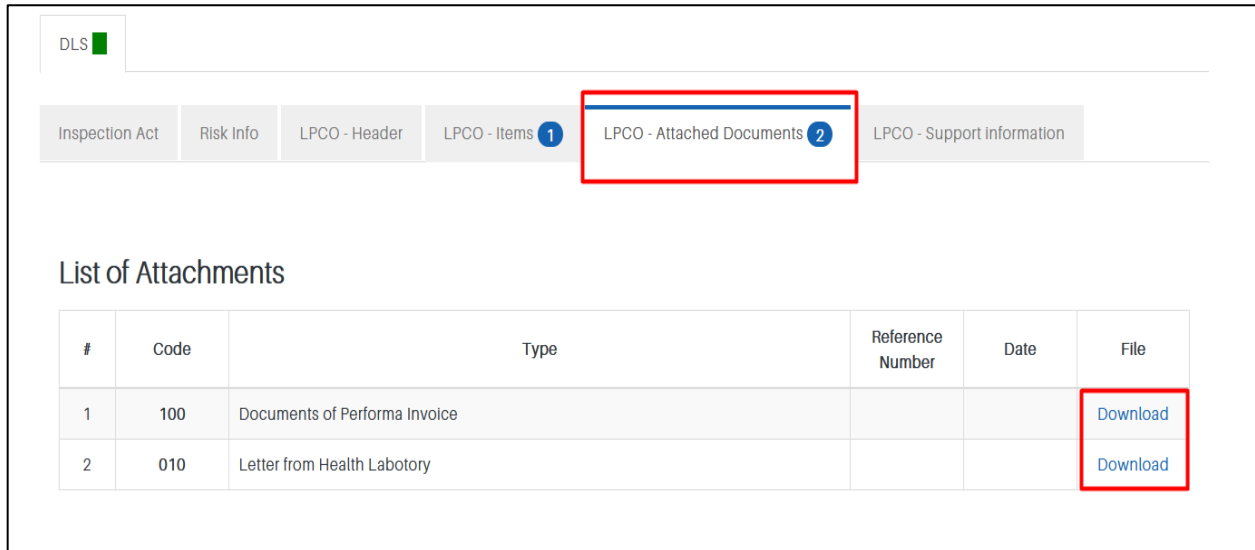 DLS
Inspection Act Risk Info LPCO - Header LPCO - Items 1 LPCO - Attached Documents 2 LPCO - Support information
List of Attachments
# Code Type Reference Number Date File
1 100 Documents of Performa Invoice Download
2 010 Letter from Health Labotory Download